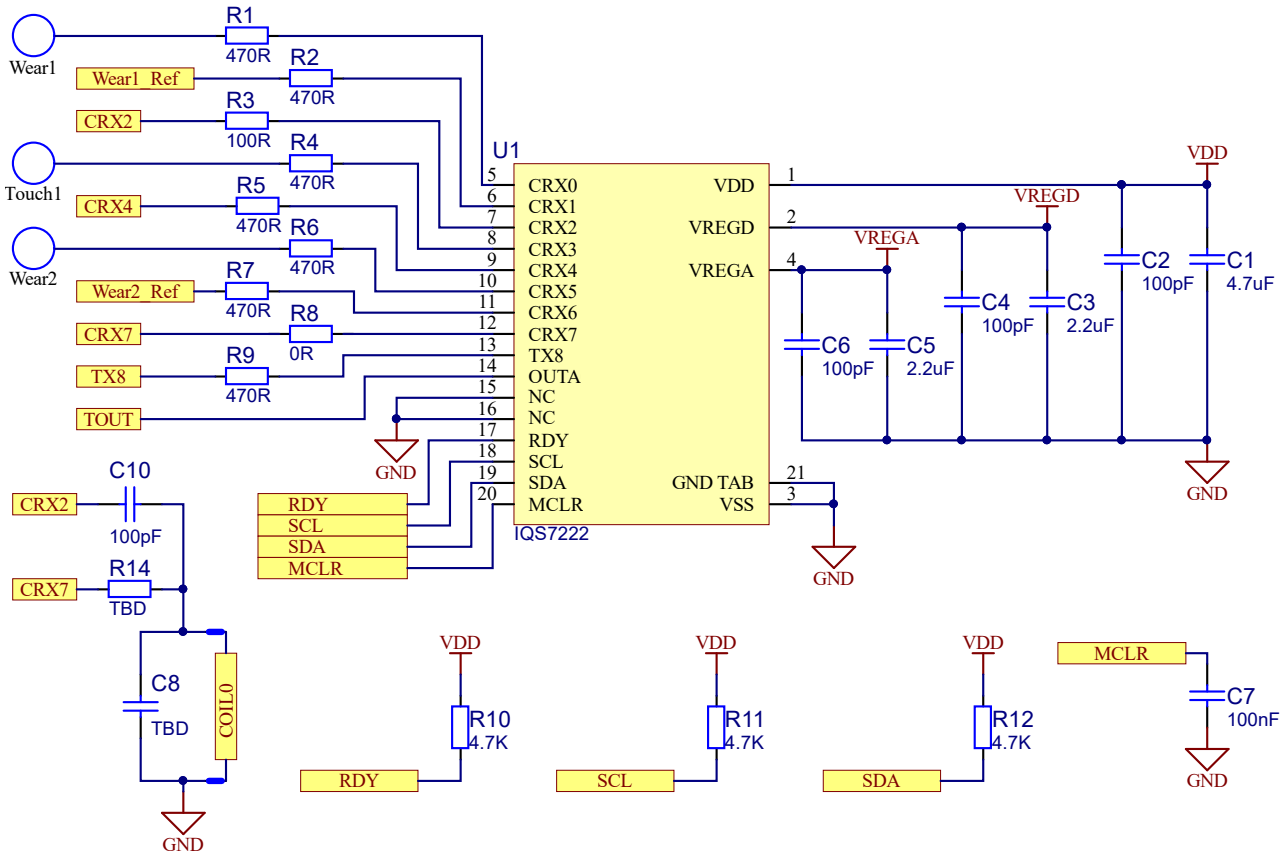 R1
470R
Wear1
R2
Wear1_Ref
470R
R3
CRX2
100R
R4
470R
Touch1
R5
CRX4
470R
R6
470R
Wear2
R7
Wear2_Ref
470R
R8
CRX7
0R
R9
TX8
470R
TOUT
U1
5 CRX0
6 CRX1
7 CRX2
8 CRX3
9 CRX4
10 CRX5
11 CRX6
12 CRX7
13 TX8
14 OUTA
15 NC
16 NC
17 RDY
18 SCL
19 SDA
20 MCLR
VDD 1
VREGD 2
VREGA 4
GND TAB 21
VSS 3
IQS7222
GND
RDY
SCL
SDA
MCLR
VDD
VREGD
VREGA
C2
100pF
C1
4.7uF
C4
100pF
C3
2.2uF
C6
100pF
C5
2.2uF
GND
GND
C10
CRX2
100pF
R14
CRX7
TBD
C8
TBD
COIL0
GND
VDD
R10
4.7K
RDY
VDD
R11
4.7K
SCL
VDD
R12
4.7K
SDA
MCLR
C7
100nF
GND